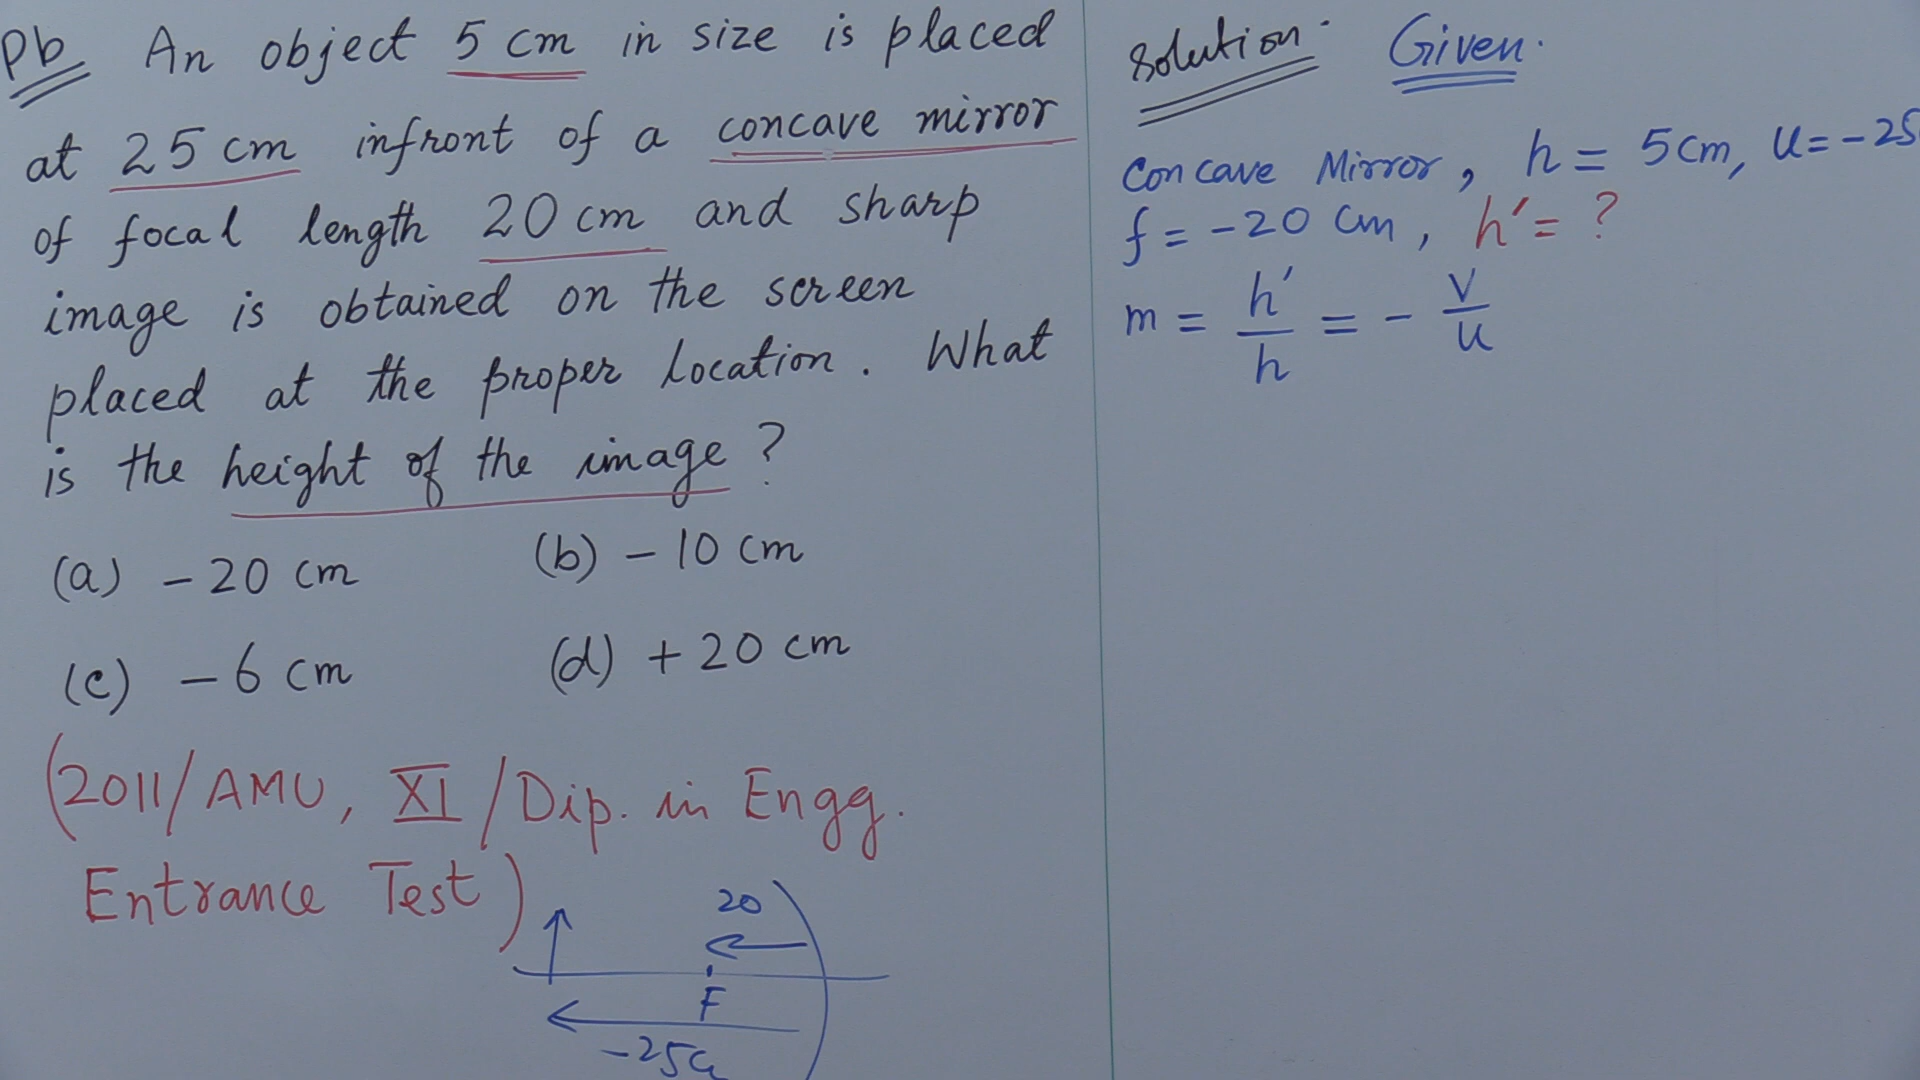 Pb An object 5 cm in size is placed
at 25 cm infront of a concave mirror
of focal length 20 cm and sharp
image is obtained on the screen
placed at the proper location. What
is the height of the image?
(a) -20 cm (b) -10 cm
(c) -6 cm (d) +20 cm
(2011/AMU, XI/Dip. in Engg.
Entrance Test)
20
F
-25
Solution: Given:
Concave Mirror, h = 5cm, u = -25
f = -20 cm, h' = ?
m = h'/h = - v/u